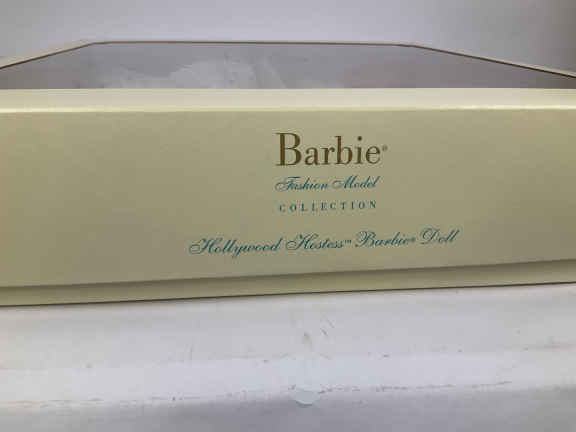 Barbie®
Fashion Model
COLLECTION
Hollywood Hostess™ Barbie® Doll